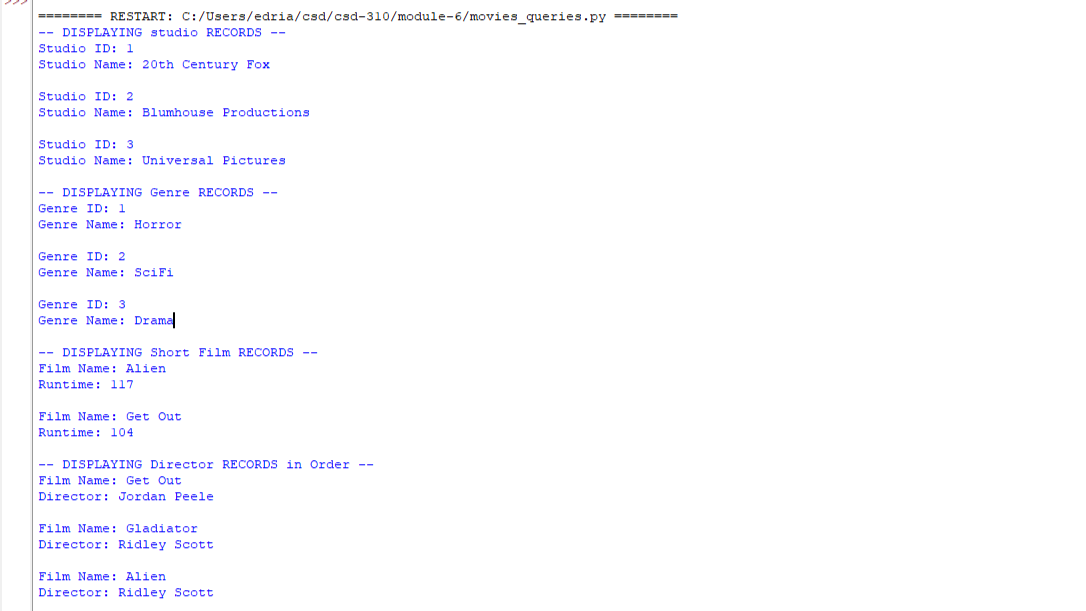 >>>
======== RESTART: C:/Users/edria/csd/csd-310/module-6/movies_queries.py ========
-- DISPLAYING studio RECORDS --
Studio ID: 1
Studio Name: 20th Century Fox
Studio ID: 2
Studio Name: Blumhouse Productions
Studio ID: 3
Studio Name: Universal Pictures
-- DISPLAYING Genre RECORDS --
Genre ID: 1
Genre Name: Horror
Genre ID: 2
Genre Name: SciFi
Genre ID: 3
Genre Name: Drama
-- DISPLAYING Short Film RECORDS --
Film Name: Alien
Runtime: 117
Film Name: Get Out
Runtime: 104
-- DISPLAYING Director RECORDS in Order --
Film Name: Get Out
Director: Jordan Peele
Film Name: Gladiator
Director: Ridley Scott
Film Name: Alien
Director: Ridley Scott